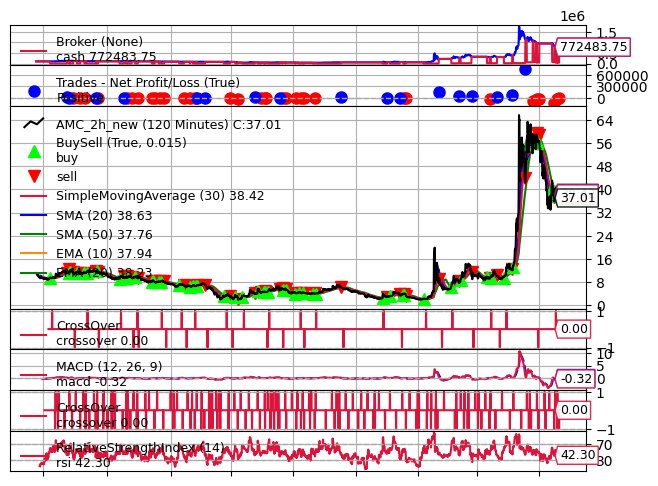 1e6
Broker (None)
cash 772483.75
1.5
772483.75
0.0
Trades - Net Profit/Loss (True)
Positive
600000
300000
0
AMC_2h_new (120 Minutes) C:37.01
BuySell (True, 0.015)
buy
sell
SimpleMovingAverage (30) 38.42
SMA (20) 38.63
SMA (50) 37.76
EMA (10) 37.94
64
56
48
40
37.01
32
24
16
8
0
CrossOver
crossover 0.00
1
0.00
−1
MACD (12, 26, 9)
macd -0.32
10
5
0
-0.32
CrossOver
crossover 0.00
1
0.00
−1
RelativeStrengthIndex (14)
rsi 42.30
70
42.30
30